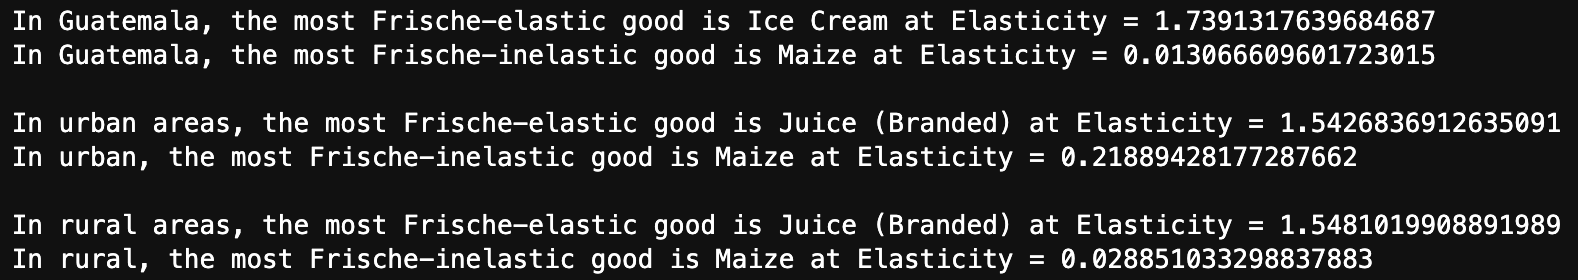 In Guatemala, the most Frische-elastic good is Ice Cream at Elasticity = 1.7391317639684687
In Guatemala, the most Frische-inelastic good is Maize at Elasticity = 0.013066609601723015
In urban areas, the most Frische-elastic good is Juice (Branded) at Elasticity = 1.5426836912635091
In urban, the most Frische-inelastic good is Maize at Elasticity = 0.21889428177287662
In rural areas, the most Frische-elastic good is Juice (Branded) at Elasticity = 1.5481019908891989
In rural, the most Frische-inelastic good is Maize at Elasticity = 0.028851033298837883